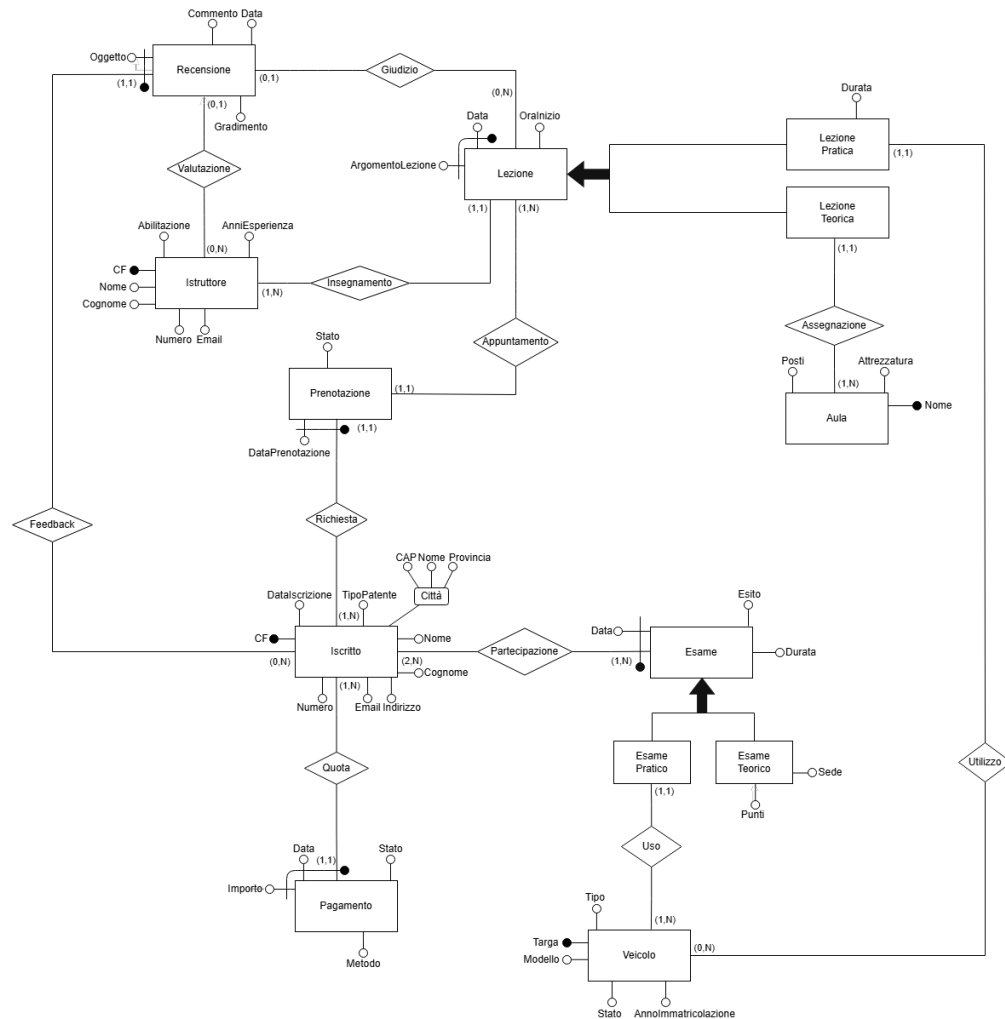 Commento Data
Oggetto
Recensione
Giudizio
(1,1)
(0,1)
(0,N)
(0,1)
Gradimento
Durata
Data
OraInizio
Lezione
Pratica
(1,1)
ArgomentoLezione
Lezione
Valutazione
(1,1)
(1,N)
Lezione
Teorica
(1,1)
Abilitazione
AnniEsperienza
(0,N)
CF
Nome
Istruttore
Cognome
(1,N)
Insegnamento
Numero
Email
Assegnazione
Stato
Appuntamento
Posti
Attrezzatura
(1,N)
Prenotazione
(1,1)
Nome
Aula
(1,1)
DataPrenotazione
Feedback
Richiesta
CAP Nome Provincia
Cittá
DataIscrizione
TipoPatente
(1,N)
Esito
CF
Nome
Data
Iscritto
Partecipazione
Esame
Durata
(0,N)
(2,N)
(1,N)
Cognome
(1,N)
Numero
Email Indirizzo
Esame
Pratico
Esame
Teorico
Sede
Quota
Utilizzo
(1,1)
Punti
Data
(1,1)
Stato
Uso
Importo
Pagamento
Tipo
(1,N)
Targa
(0,N)
Modello
Veicolo
Metodo
Stato
AnnoImmatricolazione